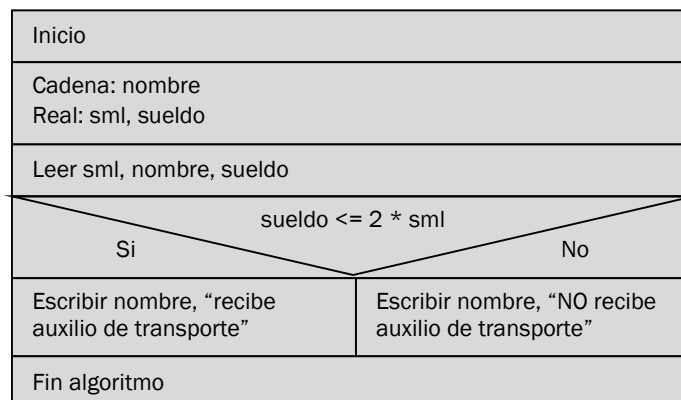 Inicio
Cadena: nombre
Real: sml, sueldo
Leer sml, nombre, sueldo
sueldo <= 2 * sml
Si
No
Escribir nombre, “recibe
auxilio de transporte”
Escribir nombre, “NO recibe
auxilio de transporte”
Fin algoritmo